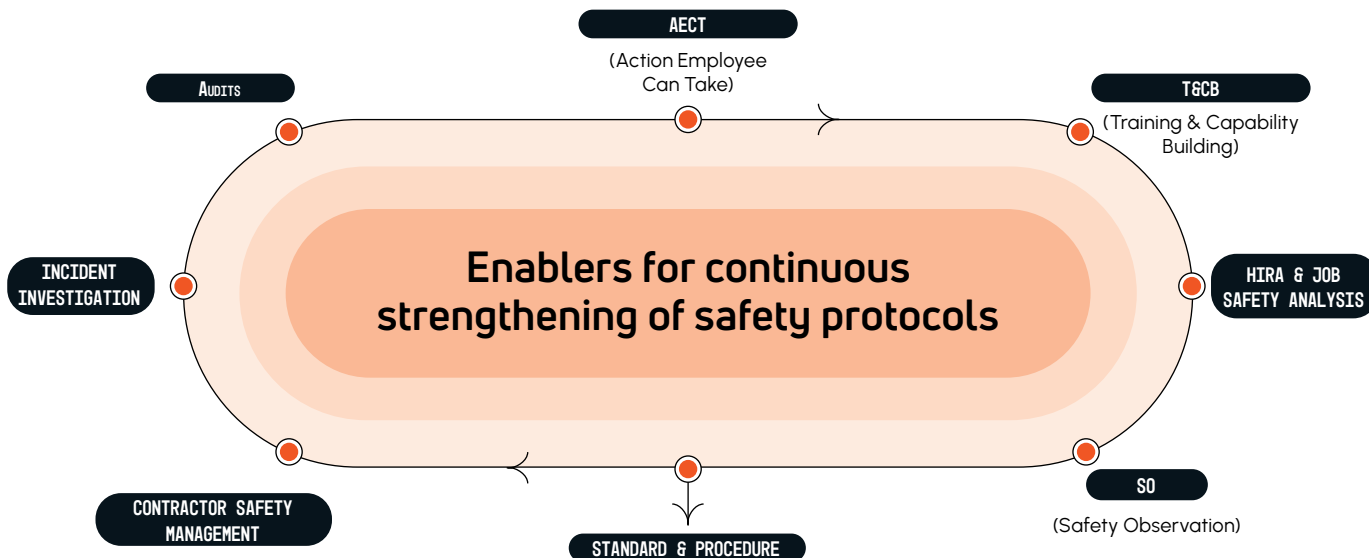 AECT
(Action Employee
Can Take)
AUDITS
T&CB
(Training & Capability
Building)
Enablers for continuous
strengthening of safety protocols
INCIDENT
INVESTIGATION
HIRA & JOB
SAFETY ANALYSIS
CONTRACTOR SAFETY
MANAGEMENT
SO
(Safety Observation)
STANDARD & PROCEDURE